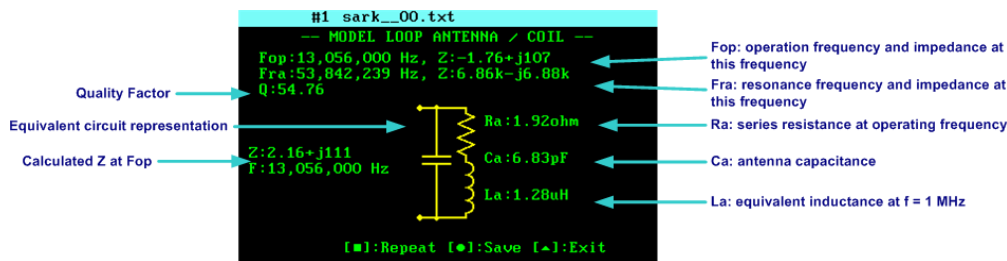 #1 sark__00.txt
-- MODEL LOOP ANTENNA / COIL --
Fop:13,056,000 Hz, Z:-1.76+j107
Fra:53,842,239 Hz, Z:6.86k-j6.88k
Q:54.76
Ra:1.92ohm
Z:2.16+j111
F:13,056,000 Hz
Ca:6.83pF
La:1.28uH
[■]:Repeat [●]:Save [▲]:Exit
Quality Factor
Equivalent circuit representation
Calculated Z at Fop
Fop: operation frequency and impedance at
this frequency
Fra: resonance frequency and impedance at
this frequency
Ra: series resistance at operating frequency
Ca: antenna capacitance
La: equivalent inductance at f = 1 MHz